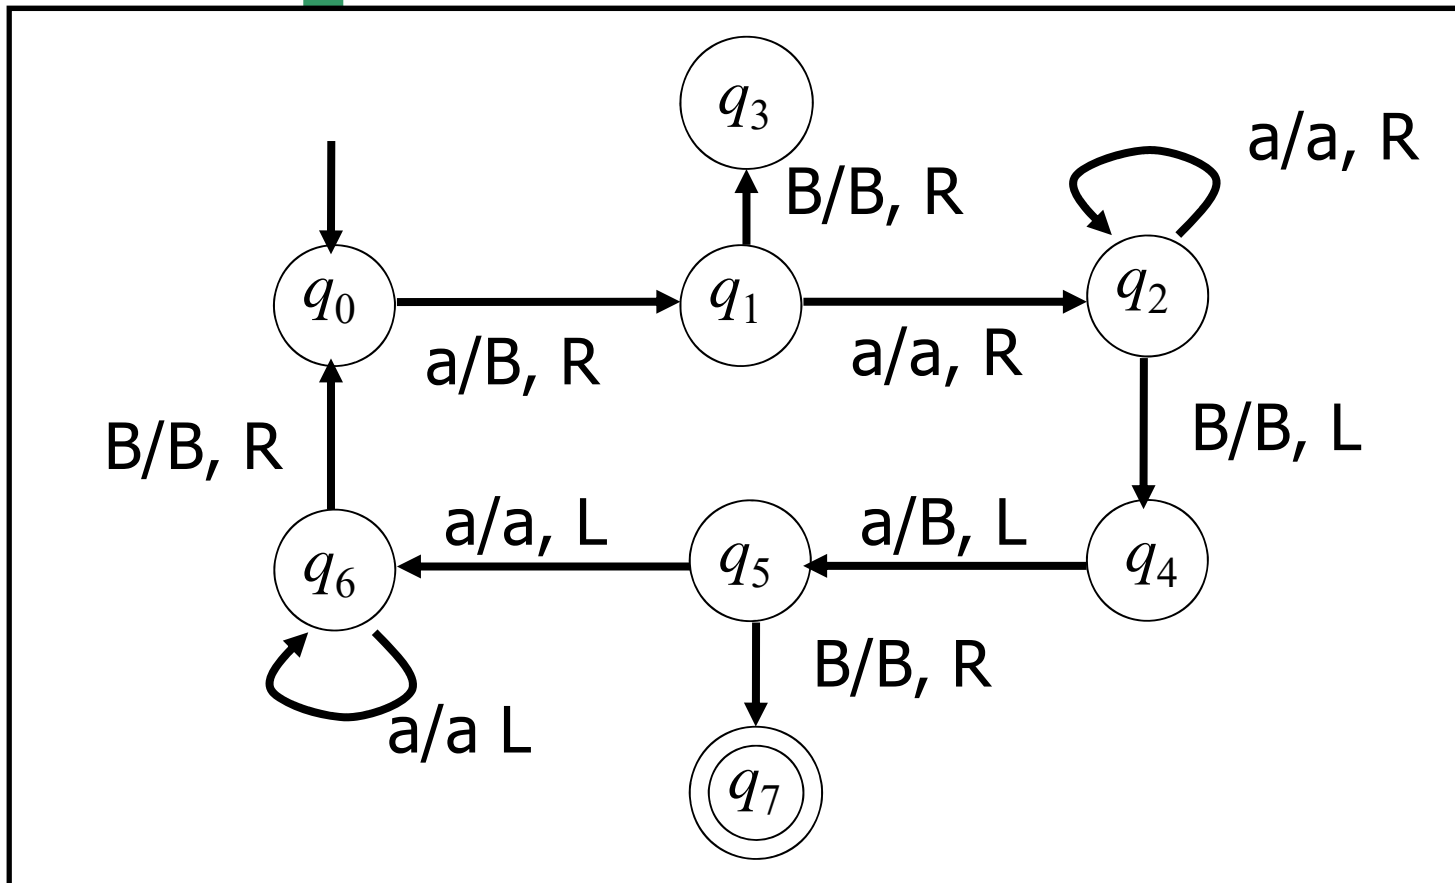 q3
a/a, R
B/B, R
q0
q1
q2
a/B, R
a/a, R
B/B, R
B/B, L
a/a, L
a/B, L
q6
q5
q4
B/B, R
a/a L
q7